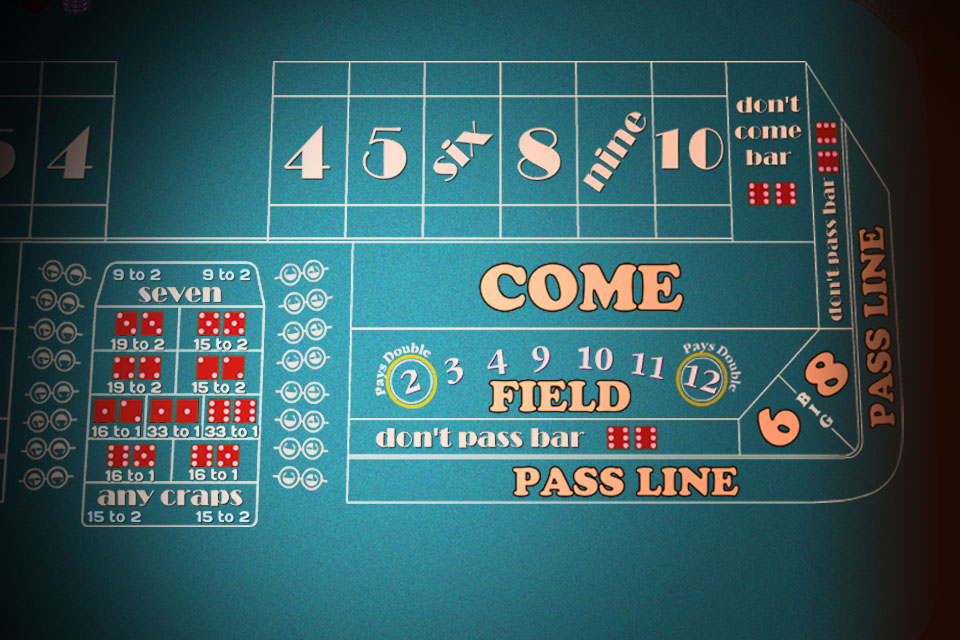 5 4
4 5 six 8 nine 10
don't
come
bar
don't pass bar
PASS LINE
COME
c e
c e
c e
c e
c e
c e
c e
c e
9 to 2 9 to 2
seven
19 to 2 15 to 2
19 to 2 15 to 2
16 to 1 33 to 1 33 to 1
16 to 1 16 to 1
any craps
15 to 2 15 to 2
c e
c e
c e
c e
c e
c e
c e
c e
Pays Double Pays Double
2 3 4 9 10 11 12
FIELD
6 8
BIG
don't pass bar
PASS LINE